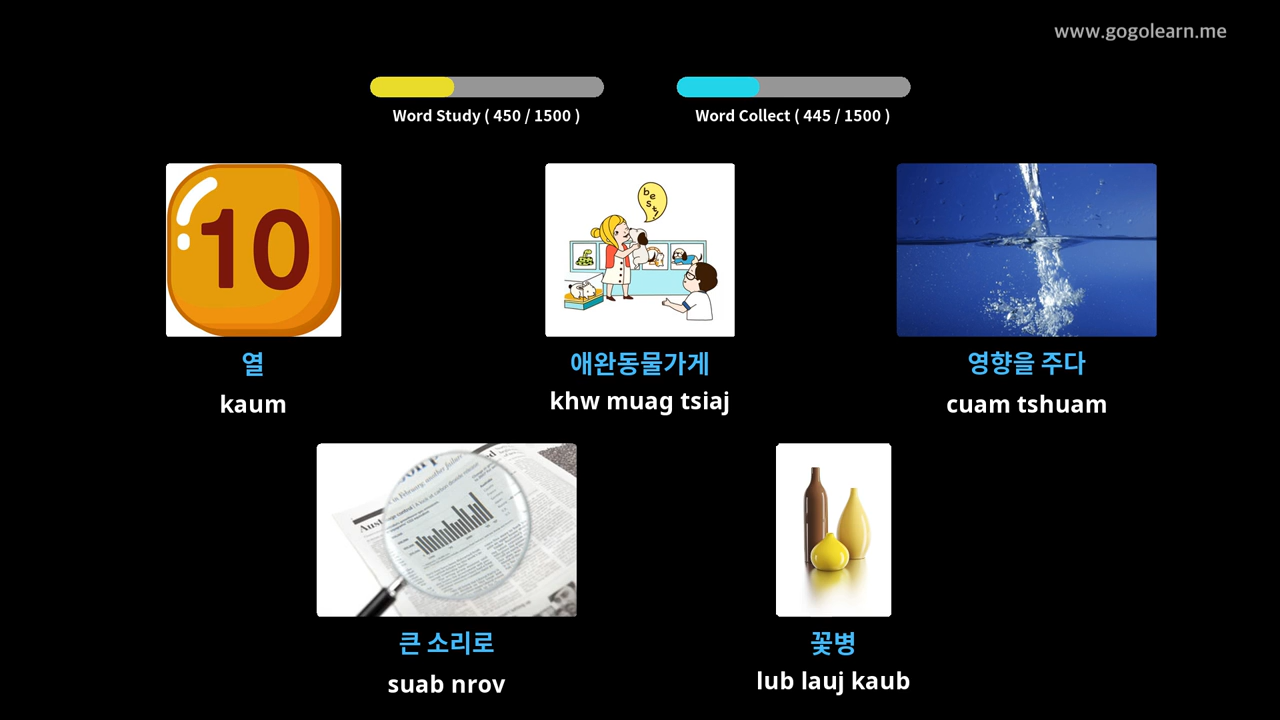 www.gogolearn.me
Word Study ( 450 / 1500 )
Word Collect ( 445 / 1500 )
10
be
st!
열
kaum
애완동물가게
khw muag tsiaj
영향을 주다
cuam tshuam
큰 소리로
suab nrov
꽃병
lub lauj kaub